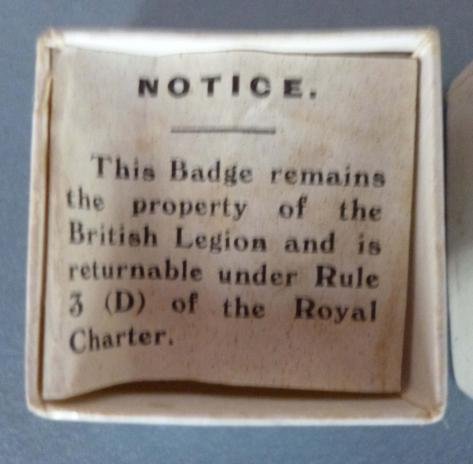 NOTICE.
This Badge remains
the property of the
British Legion and is
returnable under Rule
3 (D) of the Royal
Charter.